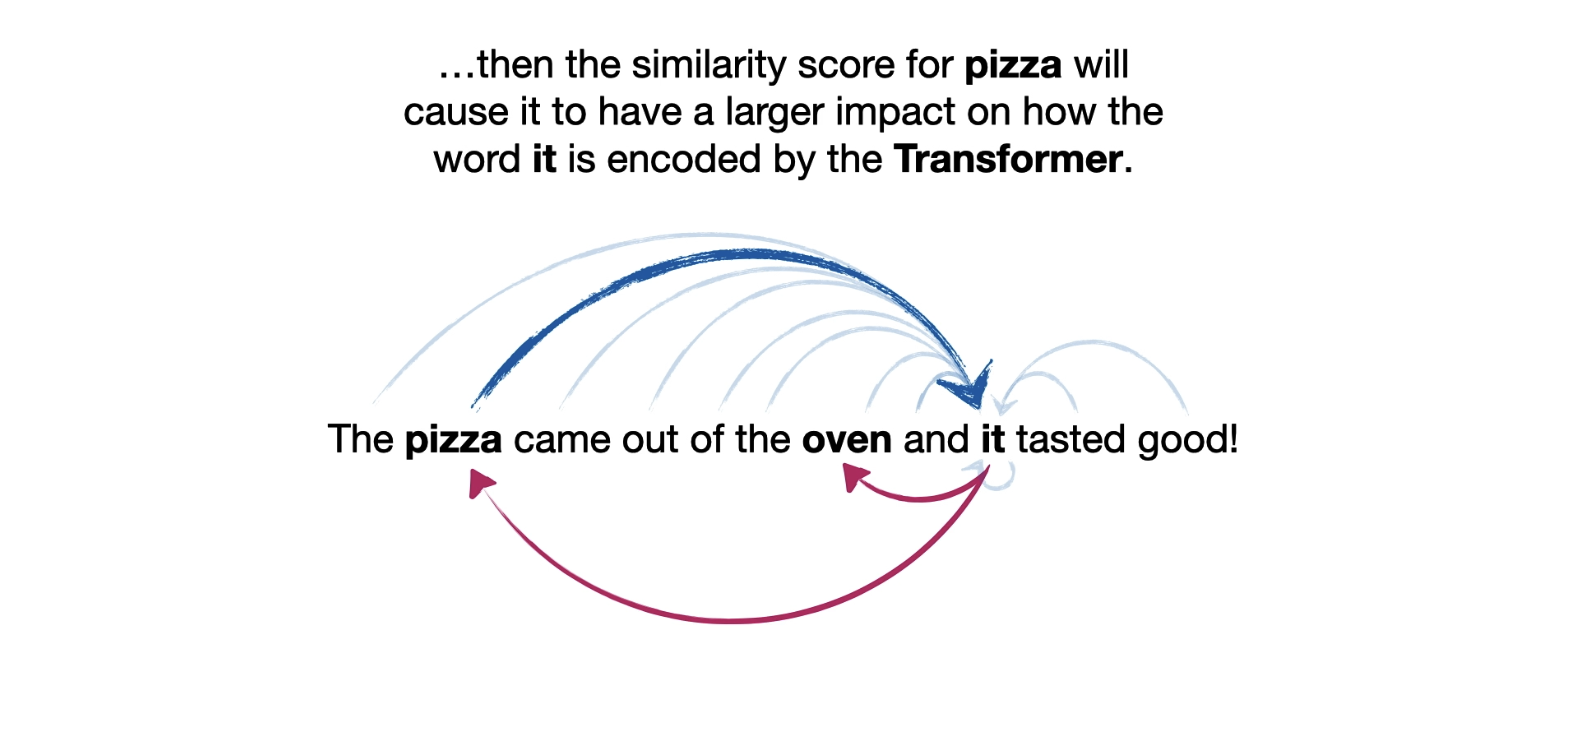 …then the similarity score for pizza will
cause it to have a larger impact on how the
word it is encoded by the Transformer.
The pizza came out of the oven and it tasted good!